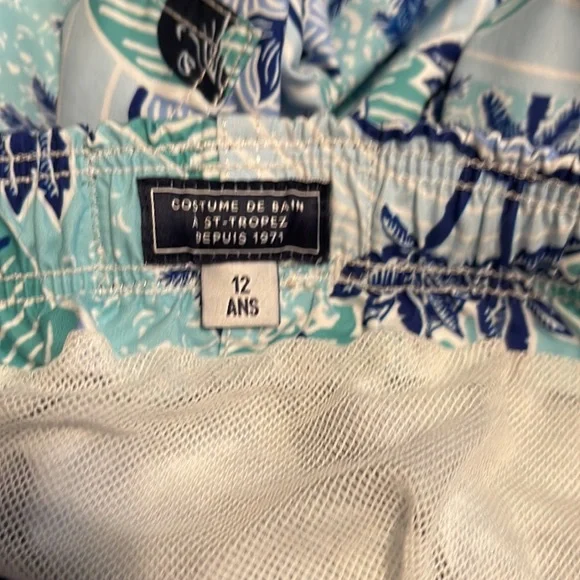 COSTUME DE BAIN
À ST-TROPEZ
DEPUIS 1971
12
ANS